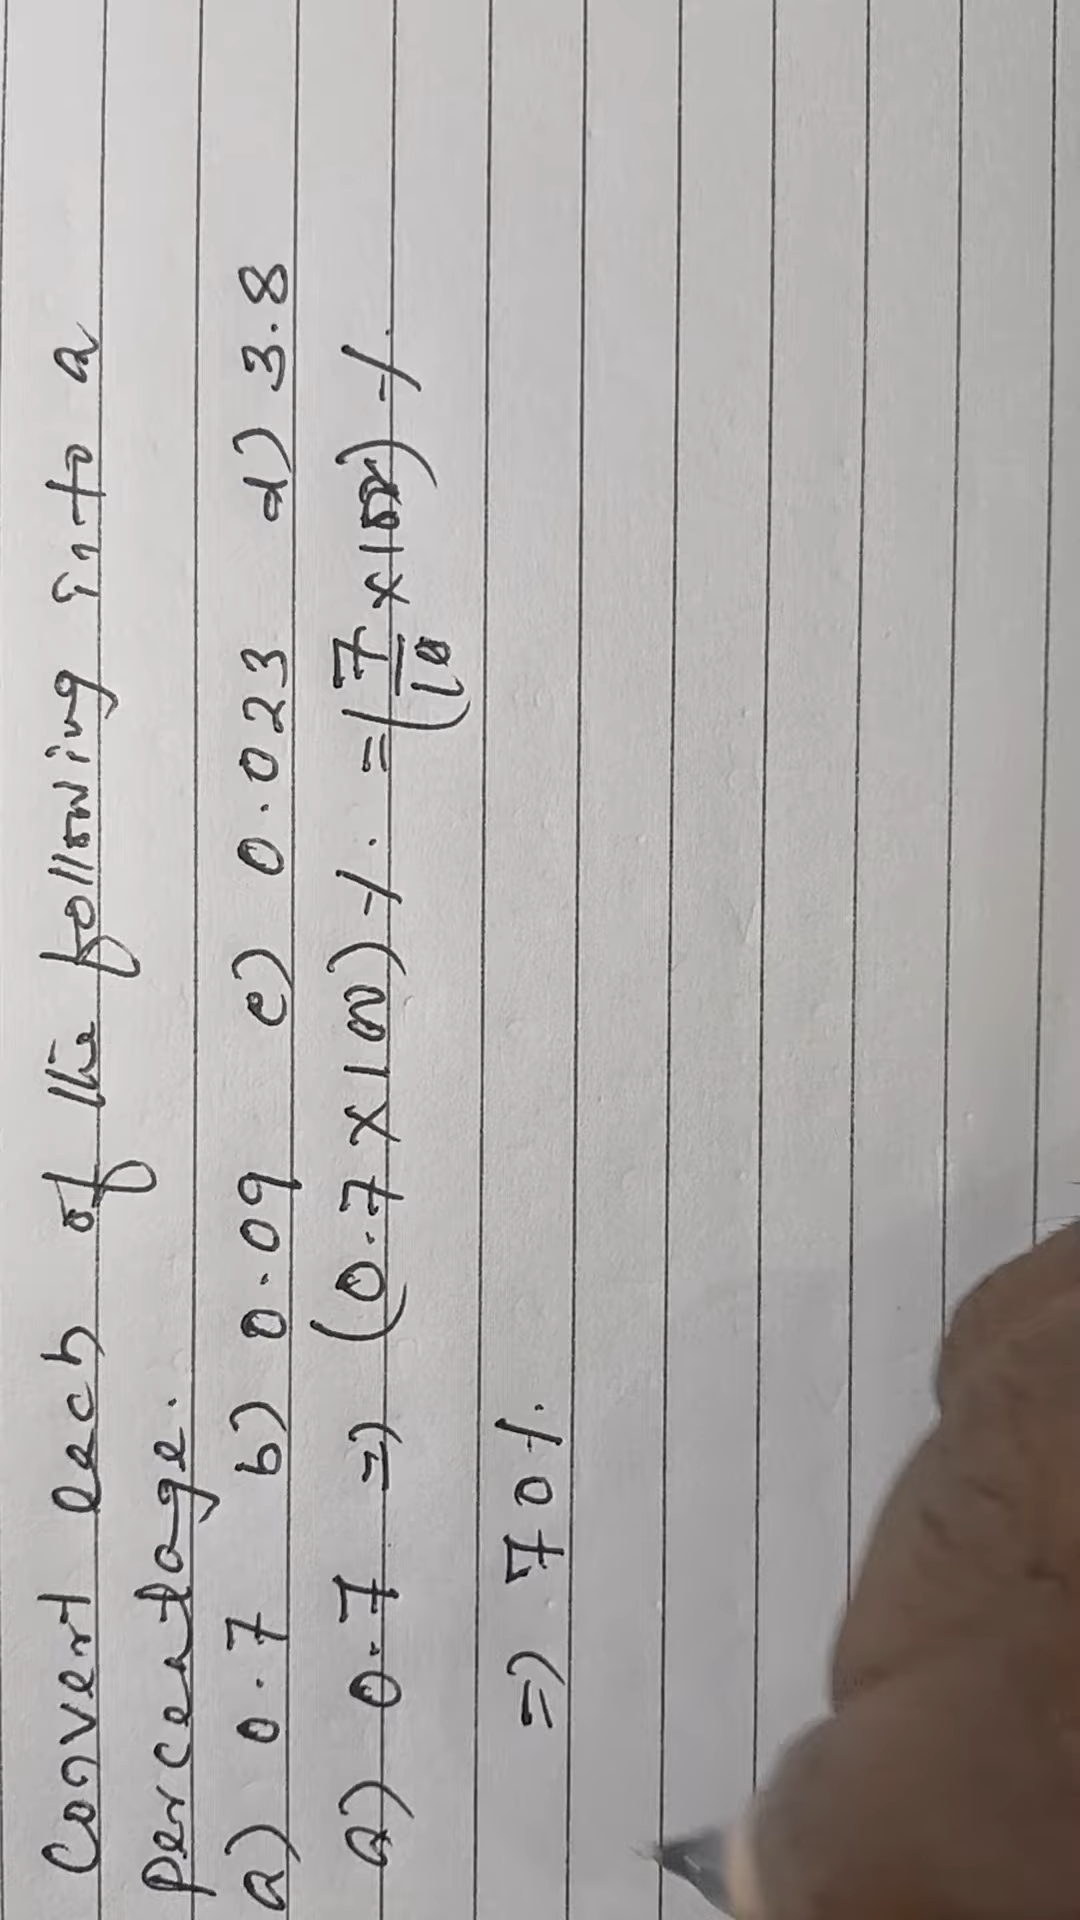 Convert each of the following into a
percentage.
a) 0.7 b) 0.09 c) 0.023 d) 3.8
a) 0.7 => (0.7 X 100) % = (7/10 X 100) %
=> 70%